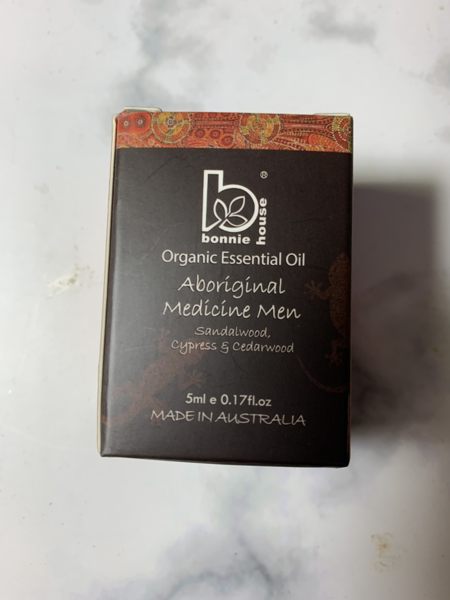 b
®
bonnie house
Organic Essential Oil
Aboriginal
Medicine Men
Sandalwood,
Cypress & Cedarwood
5ml e 0.17fl.oz
MADE IN AUSTRALIA